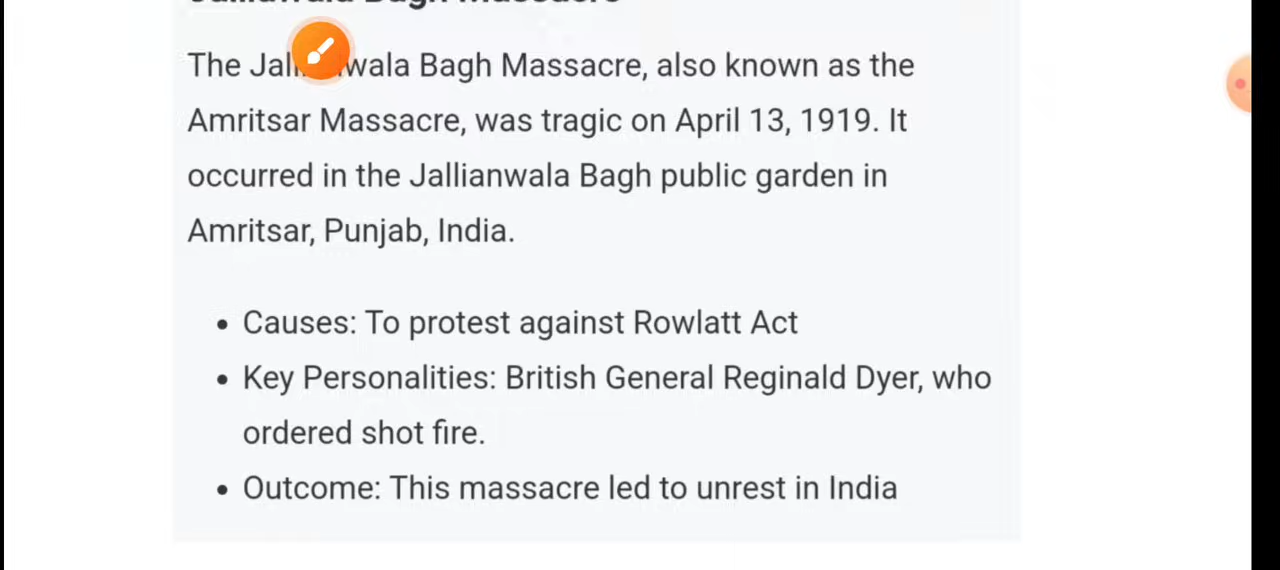 Bagh Massacre
The wala Bagh Massacre, also known as the
Amritsar Massacre, was tragic on April 13, 1919. It
occurred in the Jallianwala Bagh public garden in
Amritsar, Punjab, India.
• Causes: To protest against Rowlatt Act
• Key Personalities: British General Reginald Dyer, who
ordered shot fire.
• Outcome: This massacre led to unrest in India